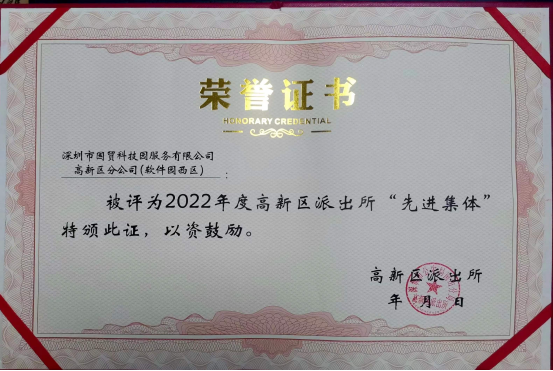 荣誉证书
HONORARY CREDENTIAL
深圳市国贸科技园服务有限公司
高新区分公司(软件园西区):
被评为2022年度高新区派出所“先进集体”
特颁此证，以资鼓励。
高新区派出所
年 月 日